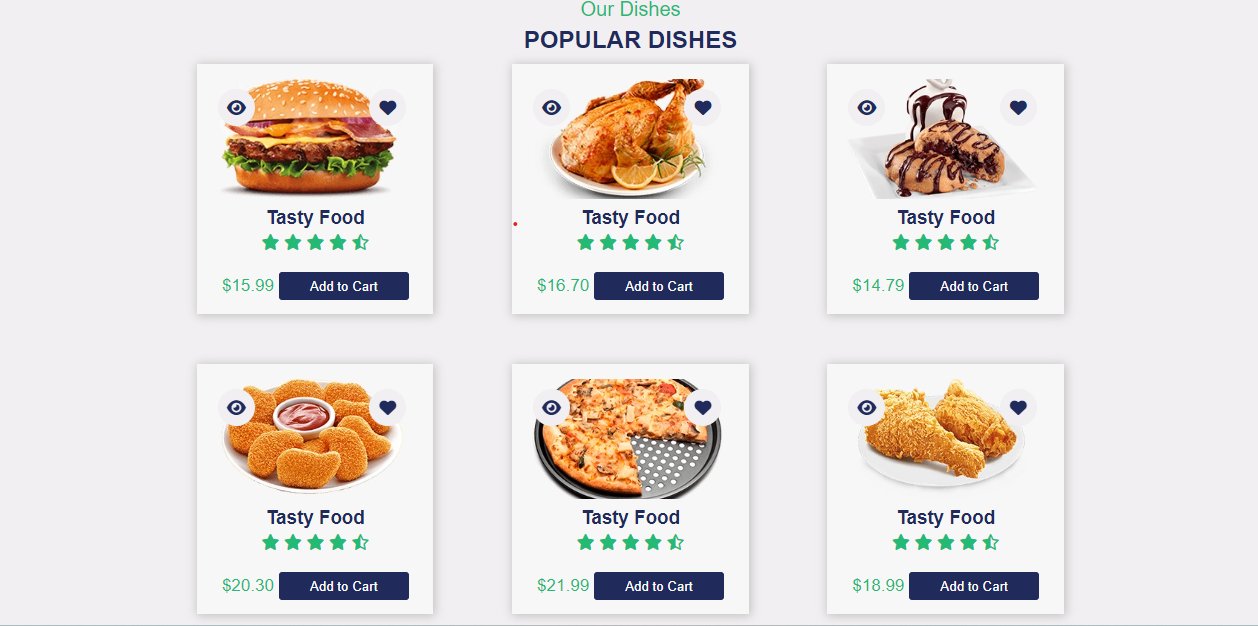 Our Dishes
POPULAR DISHES
Tasty Food
$15.99 Add to Cart
Tasty Food
$16.70 Add to Cart
Tasty Food
$14.79 Add to Cart
Tasty Food
$20.30 Add to Cart
Tasty Food
$21.99 Add to Cart
Tasty Food
$18.99 Add to Cart